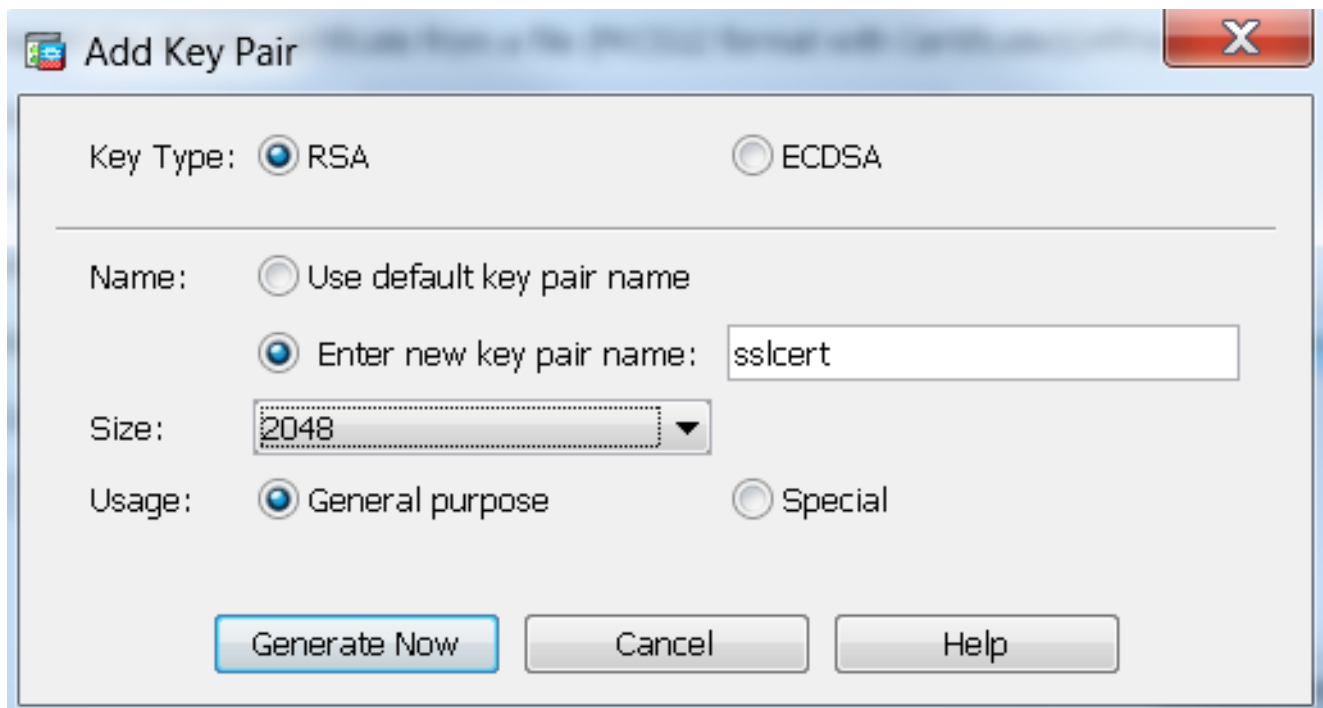 Add Key Pair
Key Type: RSA ECDSA
Name: Use default key pair name
Enter new key pair name: sslcert
Size: 2048
Usage: General purpose Special
Generate Now Cancel Help